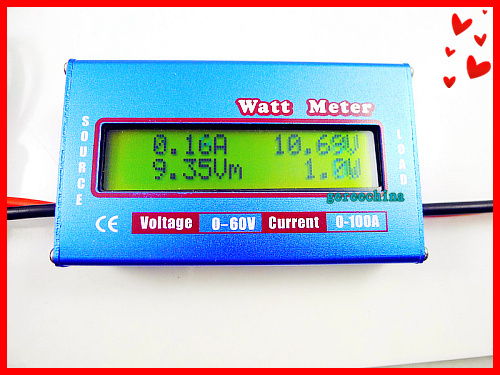 Watt Meter
SOURCE
0.16A 10.69V
9.35Vm 1.0W
LOAD
gorcechina
CE Voltage 0-60V Current 0-100A